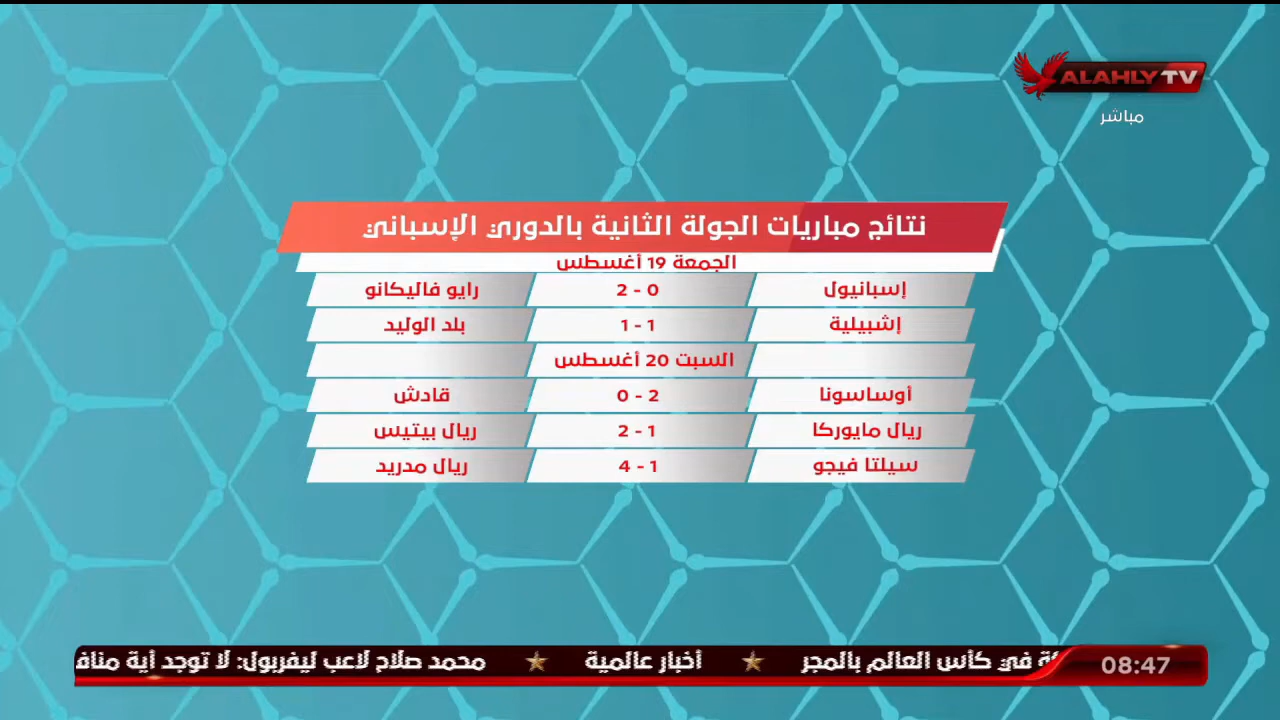 ALAHLY TV
مباشر
نتائج مباريات الجولة الثانية بالدوري الإسباني
الجمعة 19 أغسطس
إسبانيول 2 - 0 رايو فاليكانو
إشبيلية 1 - 1 بلد الوليد
السبت 20 أغسطس
أوساسونا 0 - 2 قادش
ريال مايوركا 2 - 1 ريال بيتيس
سيلتا فيجو 4 - 1 ريال مدريد
08:47
في كأس العالم بالمجر ★ أخبار عالمية ★ محمد صلاح لاعب ليفربول: لا توجد أية